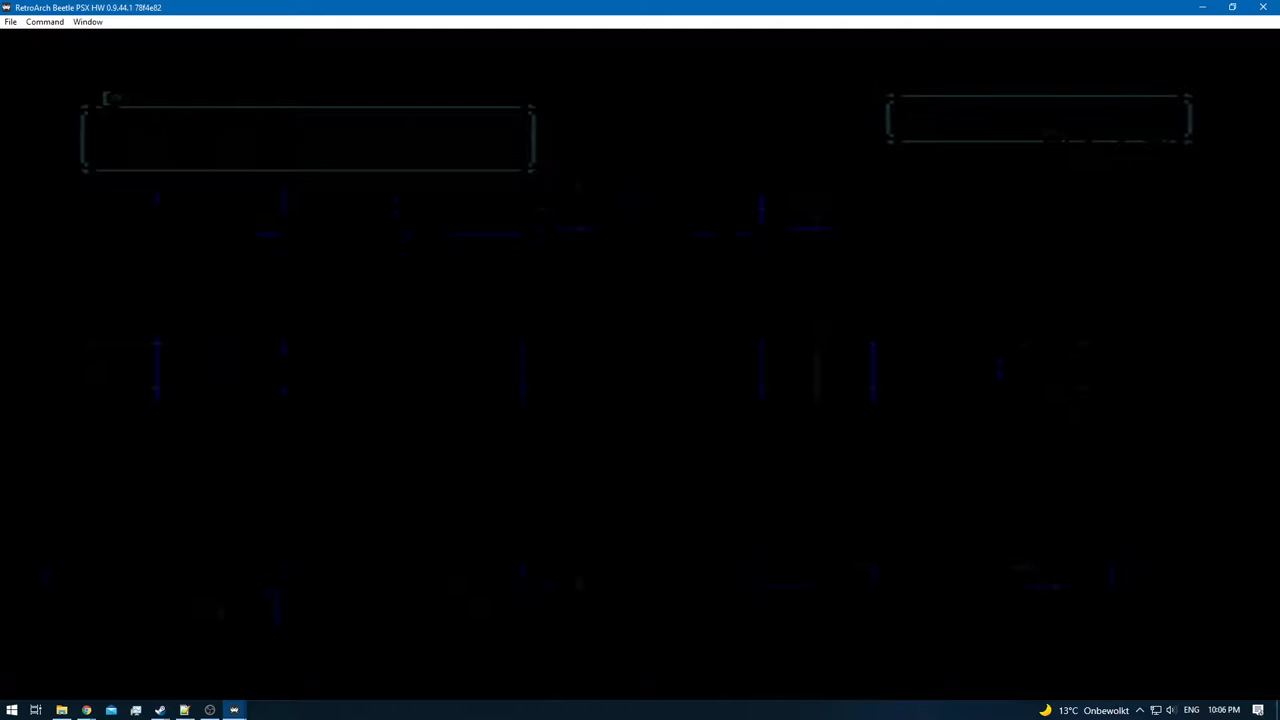 RetroArch Beetle PSX HW 0.9.44.1 78f4e82
File Command Window
13°C Onbewolkt
ENG
10:06 PM